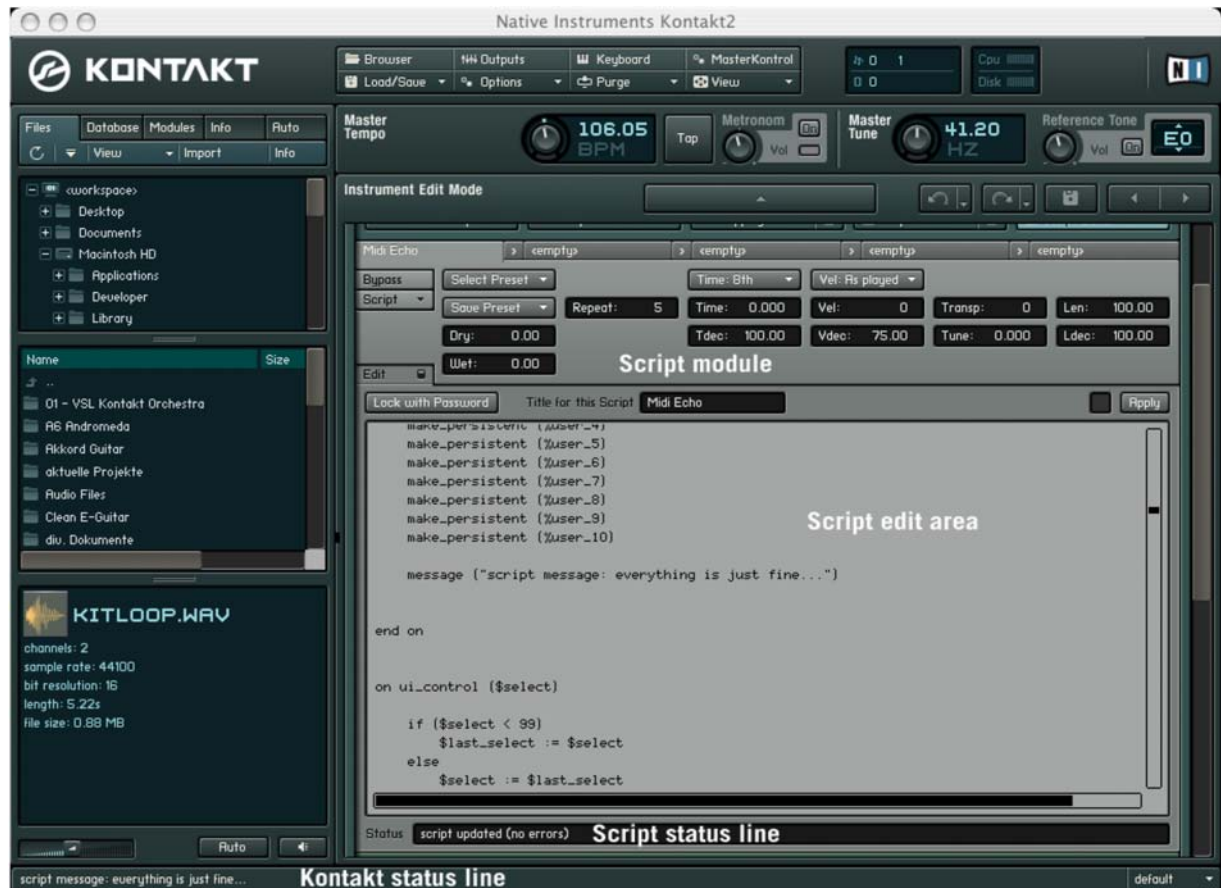 Native Instruments Kontakt2
KONTAKT
Browser Outputs Keyboard MasterKontrol
Load/Save Options Purge View
0 1
0 0
Cpu
Disk
NI
Files Database Modules Info Auto
View Import Info
Master Tempo
106.05
BPM
Tap
Metronom
On
Vol
Master Tune
41.20
HZ
Reference Tone
Vol
On
E0
<workspace>
Desktop
Documents
Macintosh HD
Applications
Developer
Library
Instrument Edit Mode
Midi Echo > <empty> > <empty> > <empty> > <empty>
Bypass Select Preset Time: 8th Vel: As played
Script Save Preset Repeat: 5 Time: 0.000 Vel: 0 Transp: 0 Len: 100.00
Dry: 0.00 Tdec: 100.00 Vdec: 75.00 Tune: 0.000 Ldec: 100.00
Wet: 0.00
Script module
Edit
Lock with Password Title for this Script Midi Echo Apply
Name Size
..
01 - VSL Kontakt Orchestra
A6 Andromeda
Akkord Guitar
aktuelle Projekte
Audio Files
Clean E-Guitar
div. Dokumente
make_persistent (%user_4)
make_persistent (%user_5)
make_persistent (%user_6)
make_persistent (%user_7)
make_persistent (%user_8)
make_persistent (%user_9)
make_persistent (%user_10)
Script edit area
message ("script message: everything is just fine...")
end on
on ui_control ($select)
if ($select < 99)
$last_select := $select
else
$select := $last_select
KITLOOP.WAV
channels: 2
sample rate: 44100
bit resolution: 16
length: 5.22s
file size: 0.88 MB
Auto
Status script updated (no errors)
Script status line
script message: everything is just fine...
Kontakt status line
default